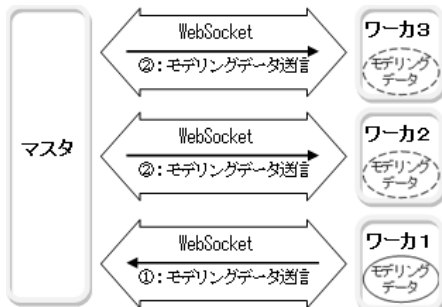 WebSocket
②:モデリングデータ送信
ワーカ3
モデリング
データ
マスタ
WebSocket
②:モデリングデータ送信
ワーカ2
モデリング
データ
WebSocket
①:モデリングデータ送信
ワーカ1
モデリング
データ